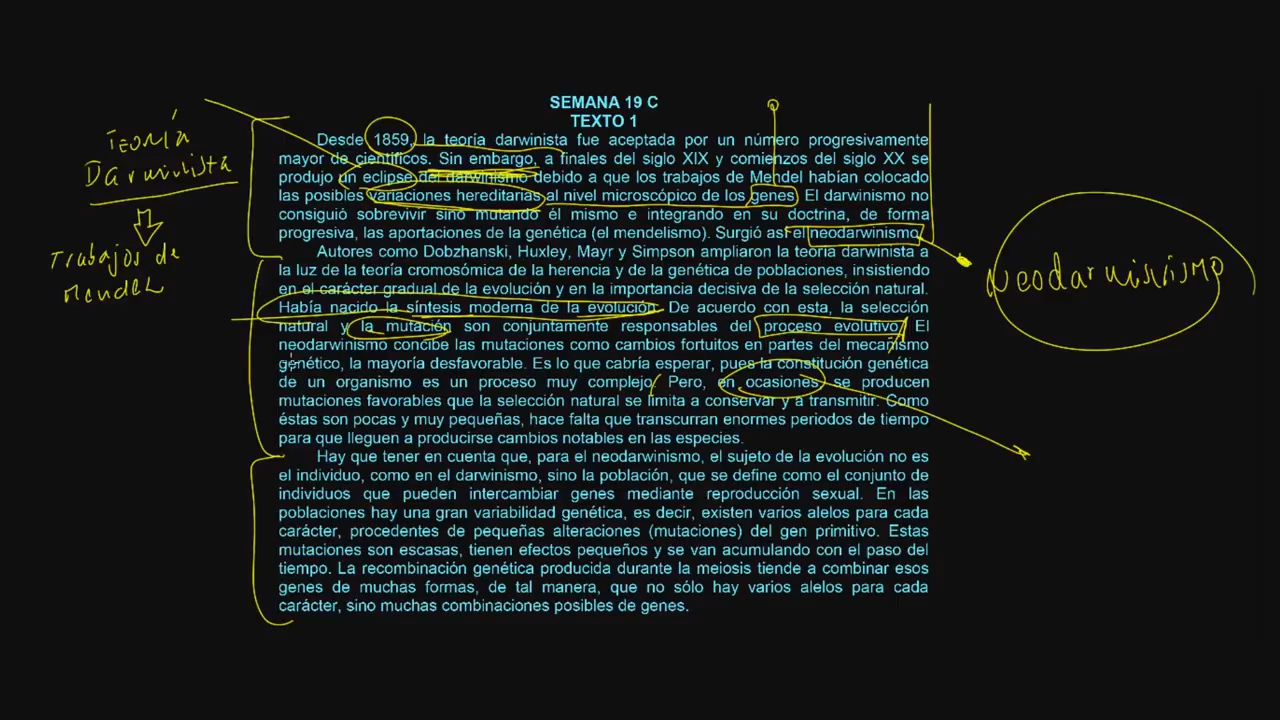 SEMANA 19 C
TEXTO 1
Desde 1859, la teoría darwinista fue aceptada por un número progresivamente
mayor de científicos. Sin embargo, a finales del siglo XIX y comienzos del siglo XX se
produjo un eclipse del darwinismo debido a que los trabajos de Mendel habían colocado
las posibles variaciones hereditarias al nivel microscópico de los genes. El darwinismo no
consiguió sobrevivir sino mutando él mismo e integrando en su doctrina, de forma
progresiva, las aportaciones de la genética (el mendelismo). Surgió así el neodarwinismo.
Autores como Dobzhanski, Huxley, Mayr y Simpson ampliaron la teoría darwinista a
la luz de la teoría cromosómica de la herencia y de la genética de poblaciones, insistiendo
en el carácter gradual de la evolución y en la importancia decisiva de la selección natural.
Había nacido la síntesis moderna de la evolución. De acuerdo con esta, la selección
natural y la mutación son conjuntamente responsables del proceso evolutivo. El
neodarwinismo concibe las mutaciones como cambios fortuitos en partes del mecanismo
genético, la mayoría desfavorable. Es lo que cabría esperar, pues la constitución genética
de un organismo es un proceso muy complejo. Pero, en ocasiones, se producen
mutaciones favorables que la selección natural se limita a conservar y a transmitir. Como
éstas son pocas y muy pequeñas, hace falta que transcurran enormes periodos de tiempo
para que lleguen a producirse cambios notables en las especies.
Hay que tener en cuenta que, para el neodarwinismo, el sujeto de la evolución no es
el individuo, como en el darwinismo, sino la población, que se define como el conjunto de
individuos que pueden intercambiar genes mediante reproducción sexual. En las
poblaciones hay una gran variabilidad genética, es decir, existen varios alelos para cada
carácter, procedentes de pequeñas alteraciones (mutaciones) del gen primitivo. Estas
mutaciones son escasas, tienen efectos pequeños y se van acumulando con el paso del
tiempo. La recombinación genética producida durante la meiosis tiende a combinar esos
genes de muchas formas, de tal manera, que no sólo hay varios alelos para cada
carácter, sino muchas combinaciones posibles de genes.
TEORÍA
Darwinista
Trabajos de
Mendel
Neodarwinismo